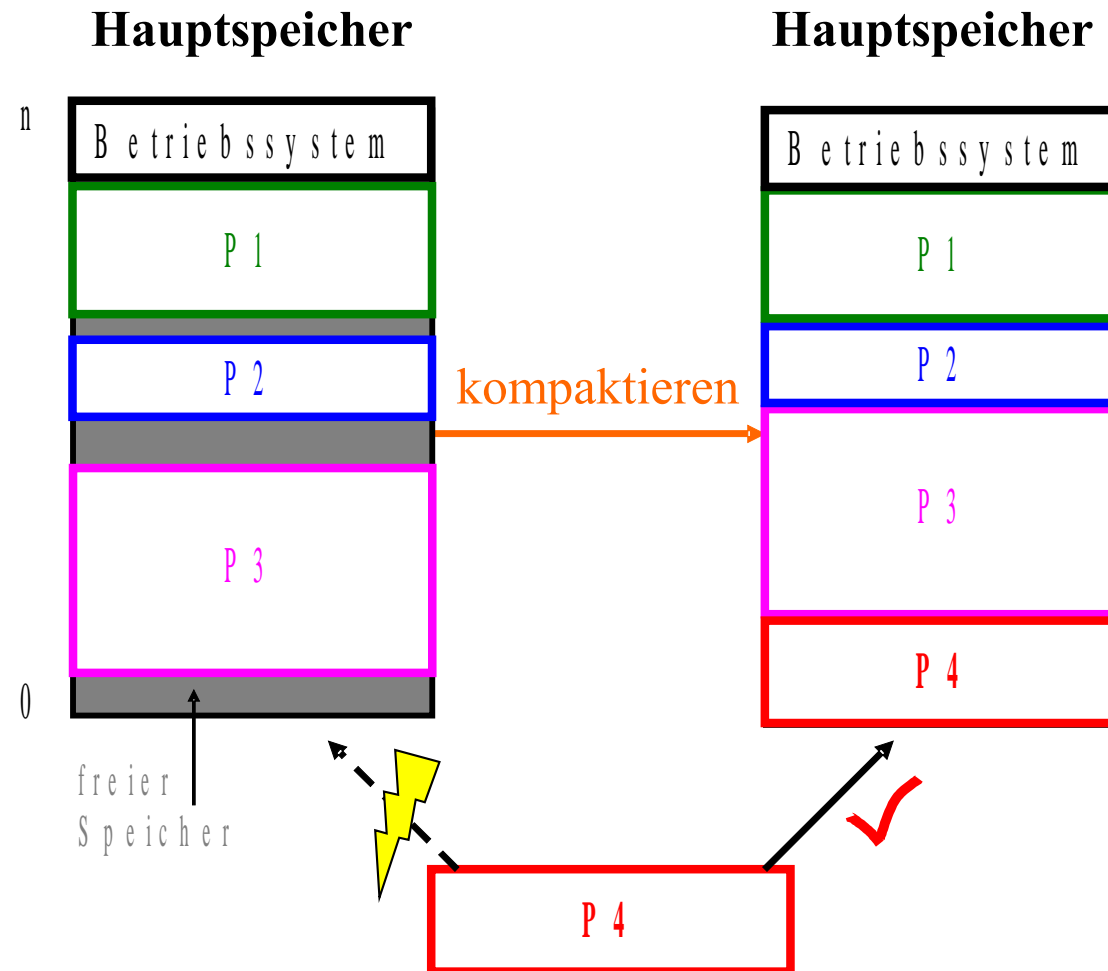 Hauptspeicher
Hauptspeicher
n
Betriebssystem
Betriebssystem
P1
P1
P2
P2
kompaktieren
P3
P3
P4
0
freier
Speicher
P4